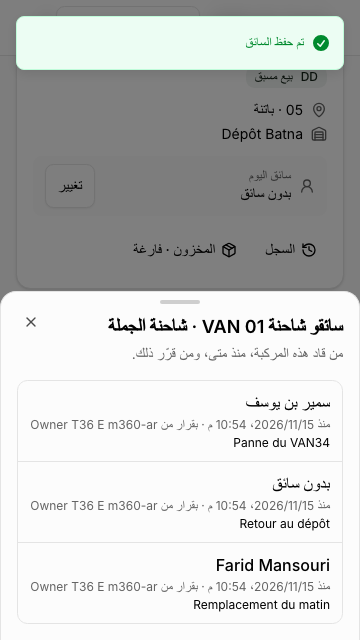 تم حفظ السائق
DD بيع مسبق
05 · باتنة
Dépôt Batna
سائق اليوم
بدون سائق
تغيير
السجل
المخزون · فارغة
سائقو شاحنة VAN 01 · شاحنة الجملة
من قاد هذه المركبة، منذ متى، ومن قرّر ذلك.
سمير بن يوسف
منذ 2026/11/15، 10:54 م · بقرار من Owner T36 E m360-ar
Panne du VAN34
بدون سائق
منذ 2026/11/15، 10:54 م · بقرار من Owner T36 E m360-ar
Retour au dépôt
Farid Mansouri
منذ 2026/11/15، 10:54 م · بقرار من Owner T36 E m360-ar
Remplacement du matin